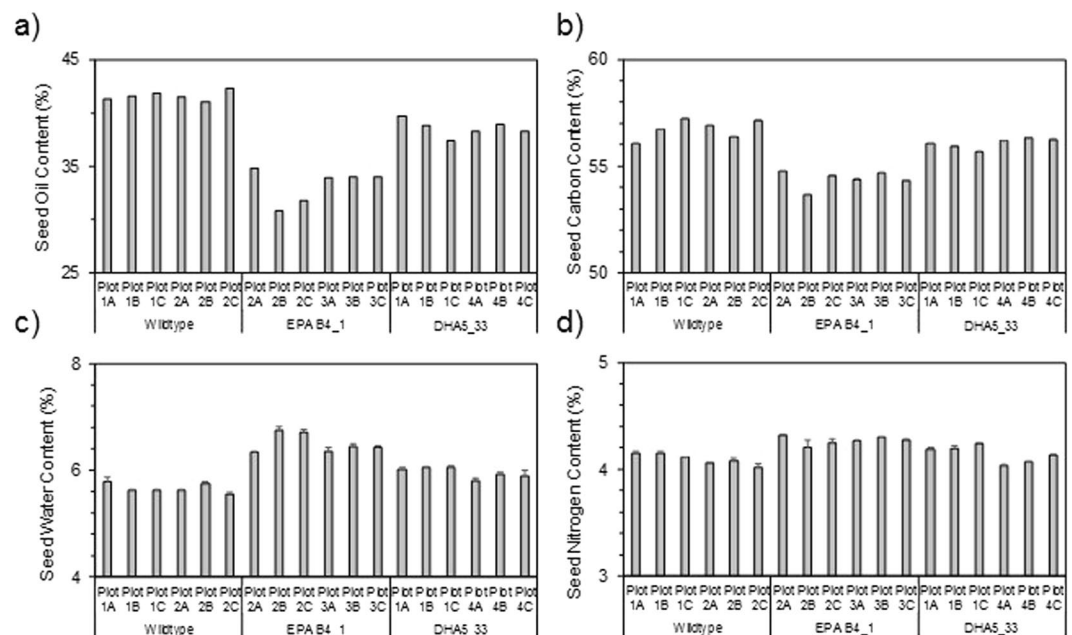 a)
45
35
25
Seed Oil Content (%)
Plot Plot Plot Plot Plot Plot Plot Plot Plot Plot Plot Plot Plot Plot Plot Plot Plot Plot
1A 1B 1C 2A 2B 2C 2A 2B 2C 3A 3B 3C 1A 1B 1C 4A 4B 4C
Wildtype EPA B4_1 DHA5_33
b)
60
55
50
Seed Carbon Content (%)
Plot Plot Plot Plot Plot Plot Plot Plot Plot Plot Plot Plot Plot Plot Plot Plot Plot Plot
1A 1B 1C 2A 2B 2C 2A 2B 2C 3A 3B 3C 1A 1B 1C 4A 4B 4C
Wildtype EPA B4_1 DHA5_33
c)
8
6
4
Seed Water Content (%)
Plot Plot Plot Plot Plot Plot Plot Plot Plot Plot Plot Plot Plot Plot Plot Plot Plot Plot
1A 1B 1C 2A 2B 2C 2A 2B 2C 3A 3B 3C 1A 1B 1C 4A 4B 4C
Wildtype EPA B4_1 DHA5_33
d)
5
4
3
Seed Nitrogen Content (%)
Plot Plot Plot Plot Plot Plot Plot Plot Plot Plot Plot Plot Plot Plot Plot Plot Plot Plot
1A 1B 1C 2A 2B 2C 2A 2B 2C 3A 3B 3C 1A 1B 1C 4A 4B 4C
Wildtype EPA B4_1 DHA5_33